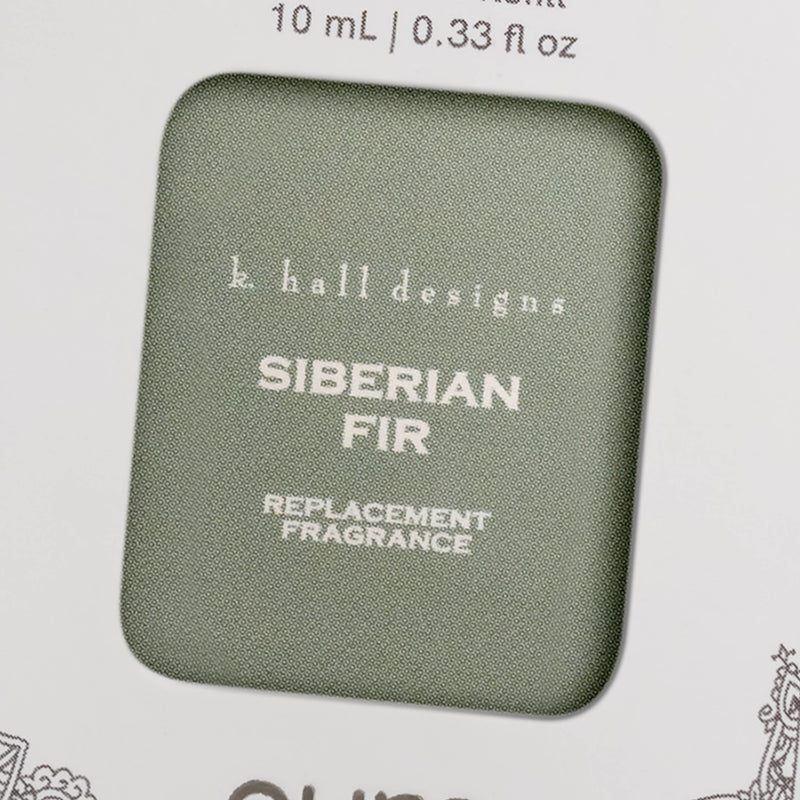 10 mL | 0.33 fl oz
k. hall designs
SIBERIAN
FIR
REPLACEMENT
FRAGRANCE